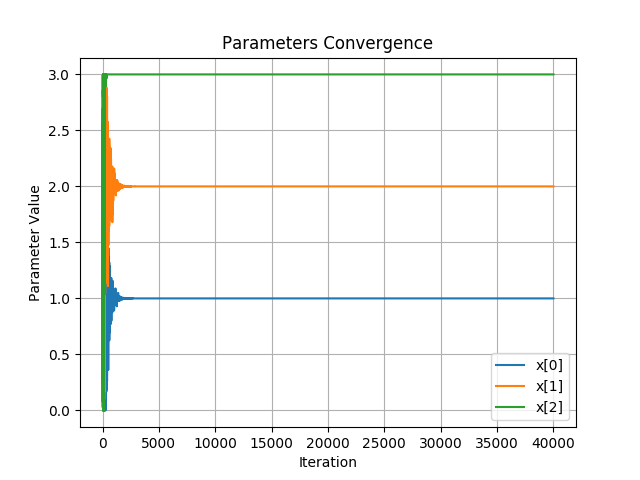 Parameters Convergence
Parameter Value
3.0
2.5
2.0
1.5
1.0
0.5
0.0
x[0]
x[1]
x[2]
0 5000 10000 15000 20000 25000 30000 35000 40000
Iteration